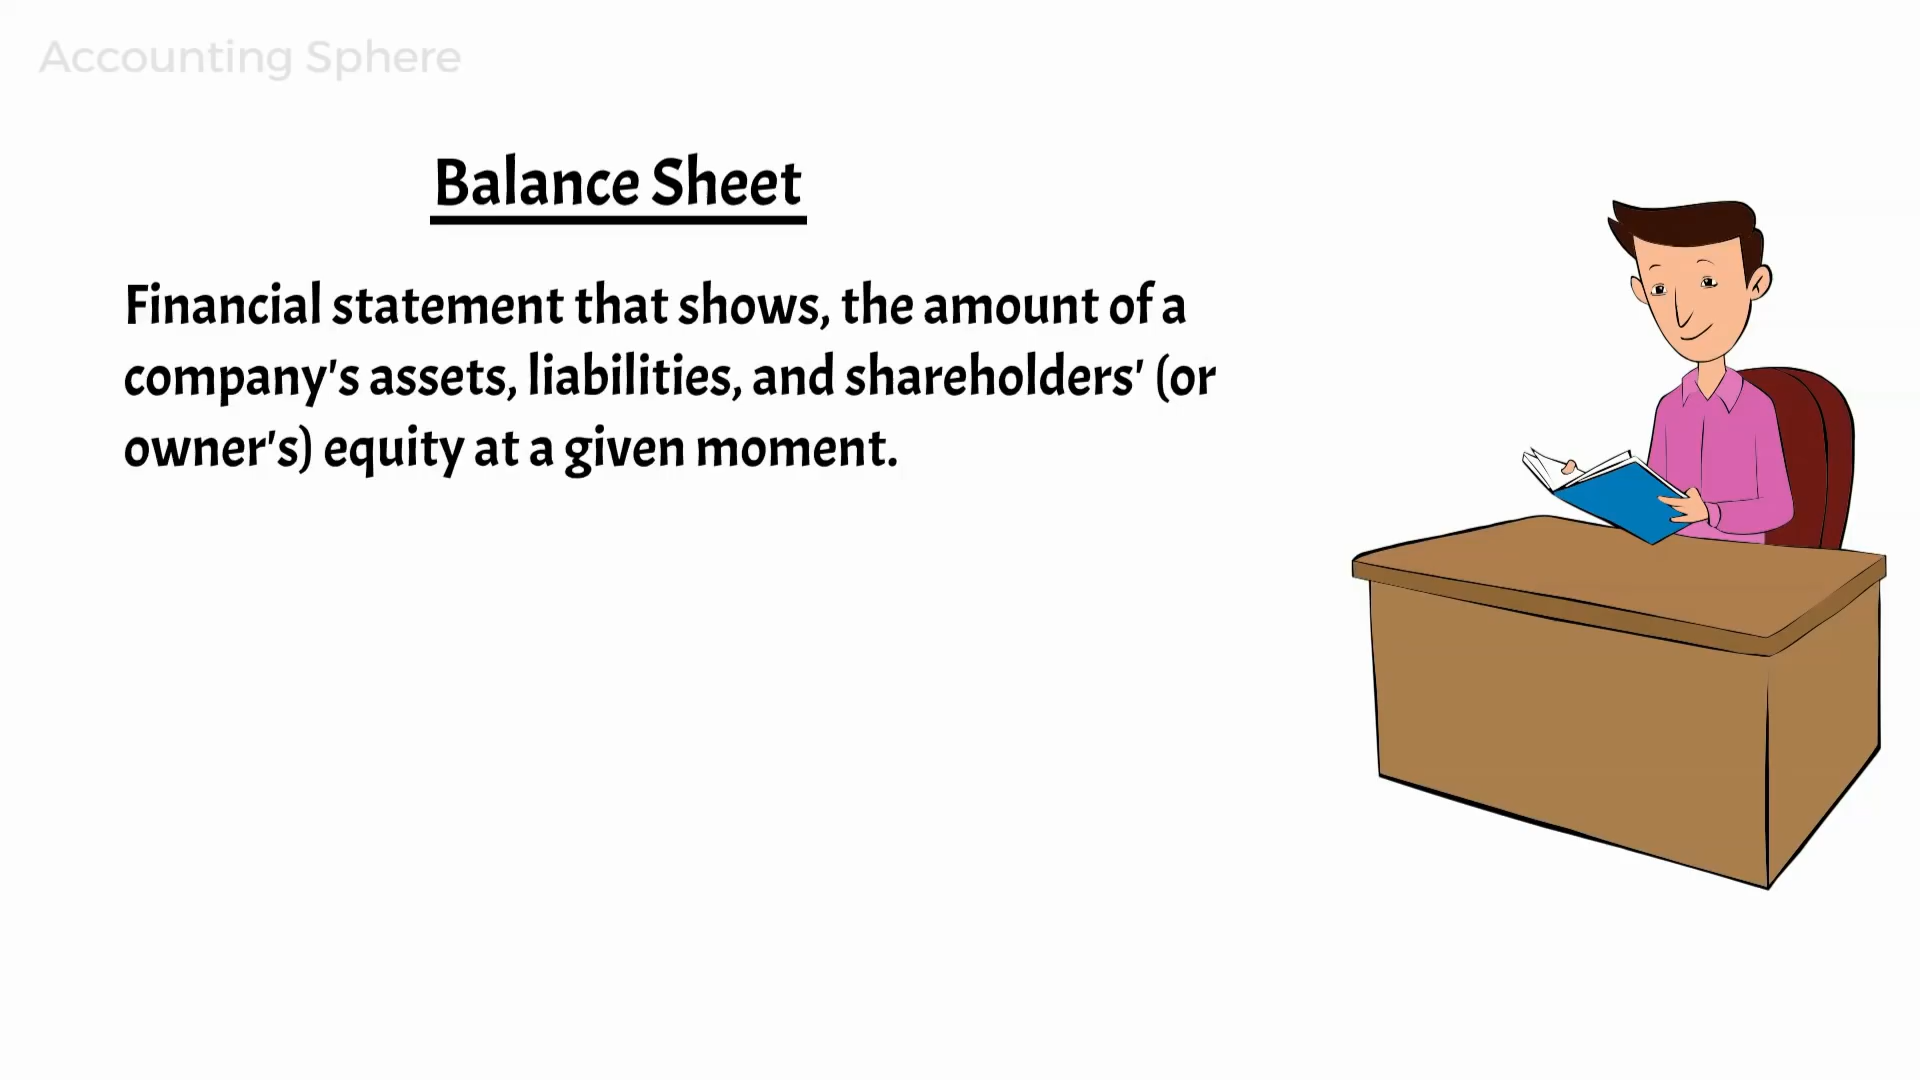 Accounting Sphere
Balance Sheet
Financial statement that shows, the amount of a
company's assets, liabilities, and shareholders' (or
owner's) equity at a given moment.